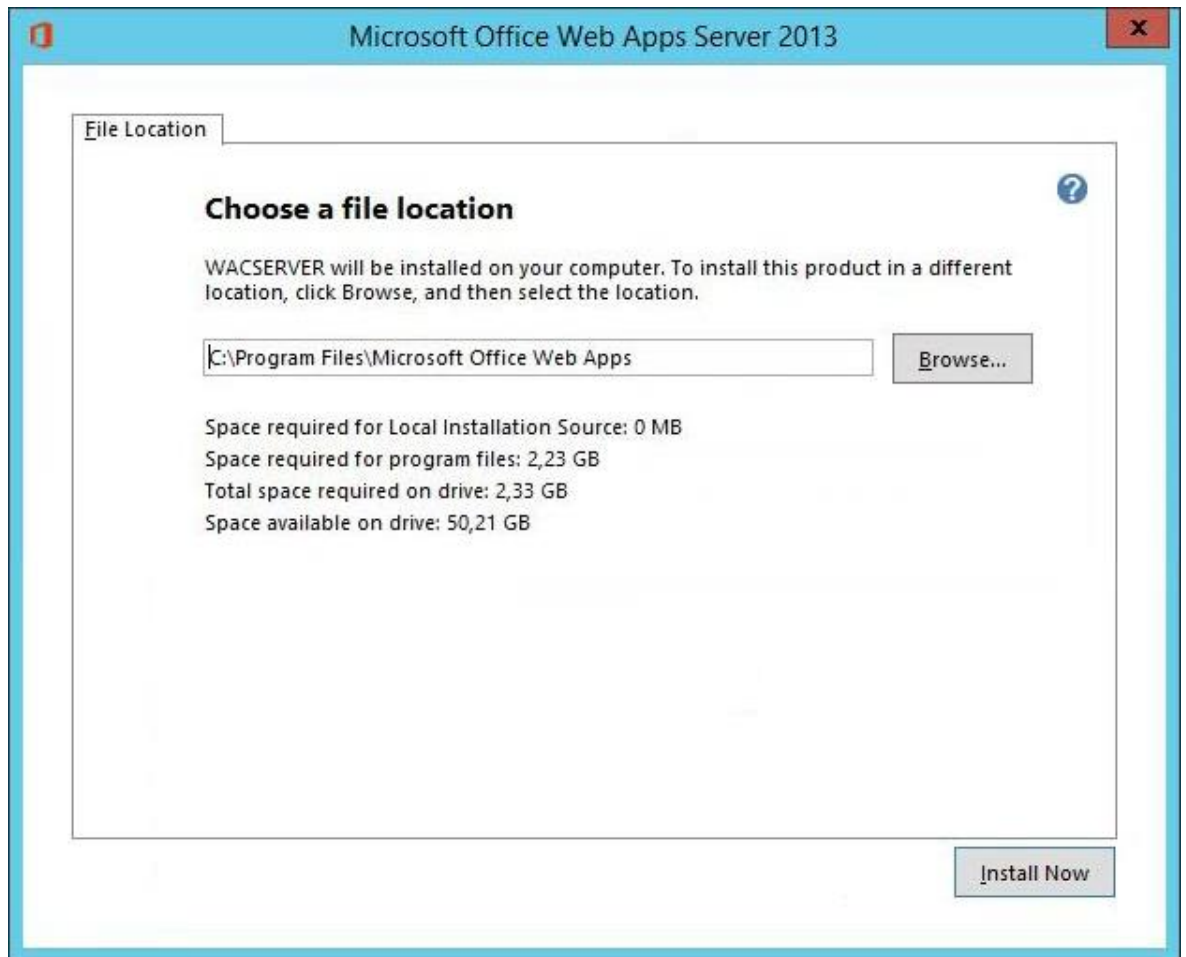 Microsoft Office Web Apps Server 2013
x
File Location
?
Choose a file location
WACSERVER will be installed on your computer. To install this product in a different
location, click Browse, and then select the location.
C:\Program Files\Microsoft Office Web Apps
Browse...
Space required for Local Installation Source: 0 MB
Space required for program files: 2,23 GB
Total space required on drive: 2,33 GB
Space available on drive: 50,21 GB
Install Now